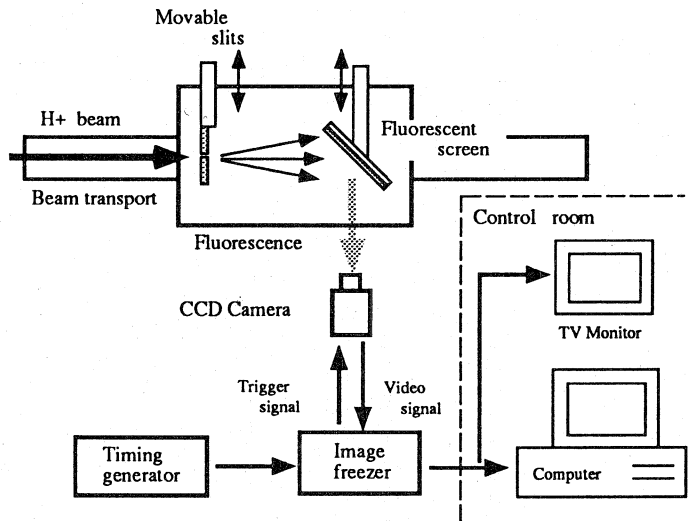 Movable
slits
H+ beam
Fluorescent
screen
Beam transport
Fluorescence
Control room
CCD Camera
TV Monitor
Trigger
signal
Video
signal
Timing
generator
Image
freezer
Computer